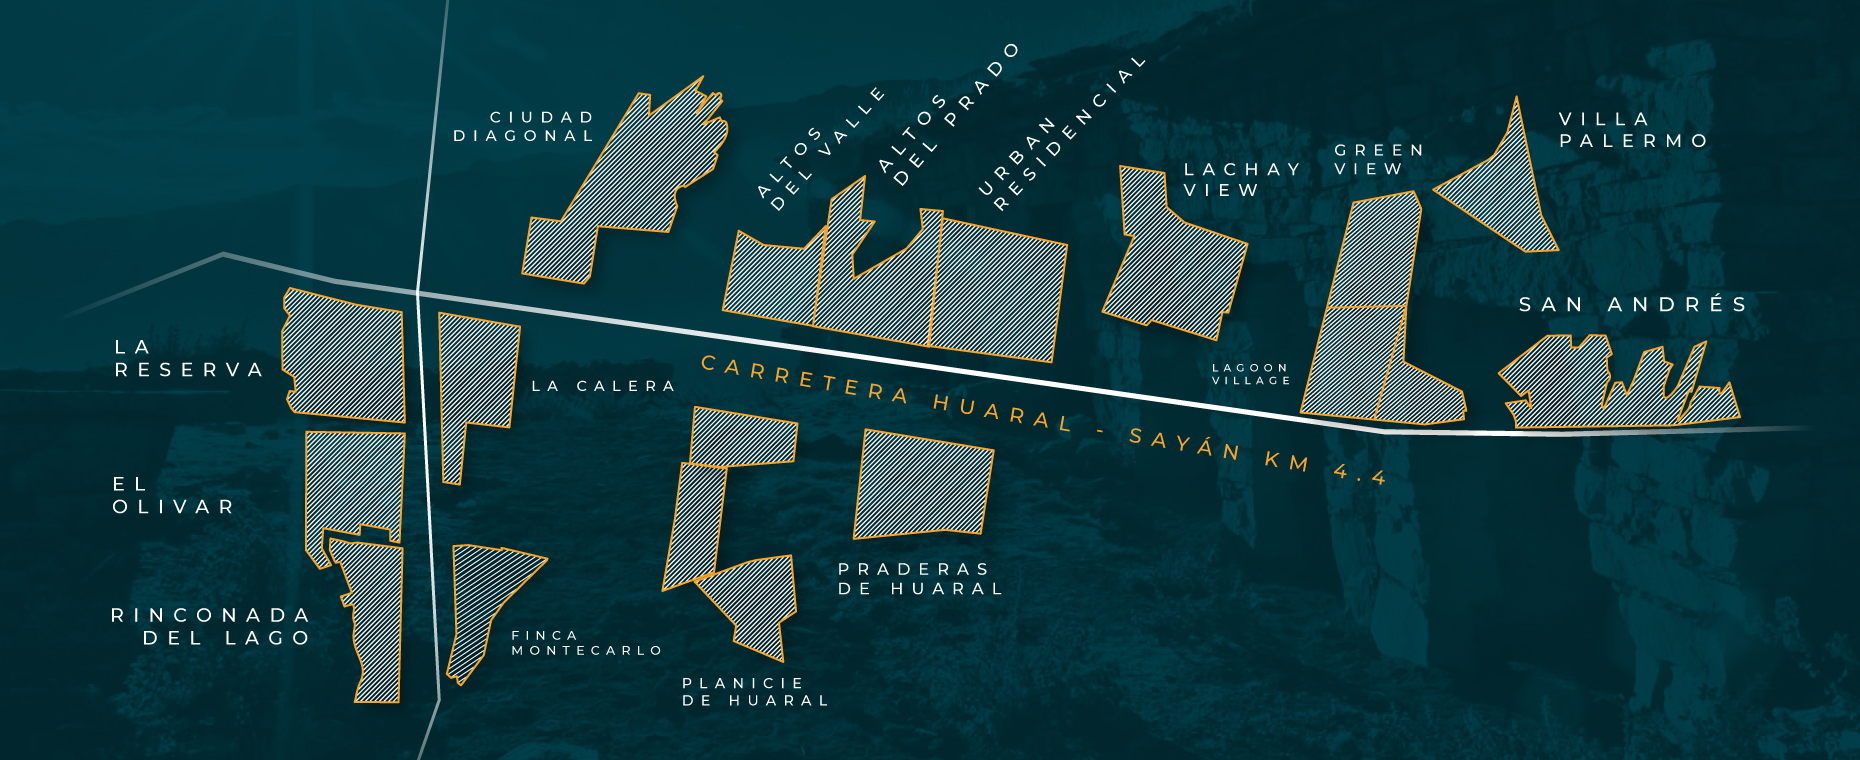 CIUDAD
DIAGONAL
ALTOS
DEL VALLE
ALTOS
DEL PRADO
URBAN
RESIDENCIAL
LACHAY
VIEW
GREEN
VIEW
VILLA
PALERMO
SAN ANDRÉS
LA
RESERVA
LA CALERA
CARRETERA HUARAL - SAYÁN KM 4.4
LAGOON
VILLAGE
EL
OLIVAR
PRADERAS
DE HUARAL
RINCONADA
DEL LAGO
FINCA
MONTECARLO
PLANICIE
DE HUARAL